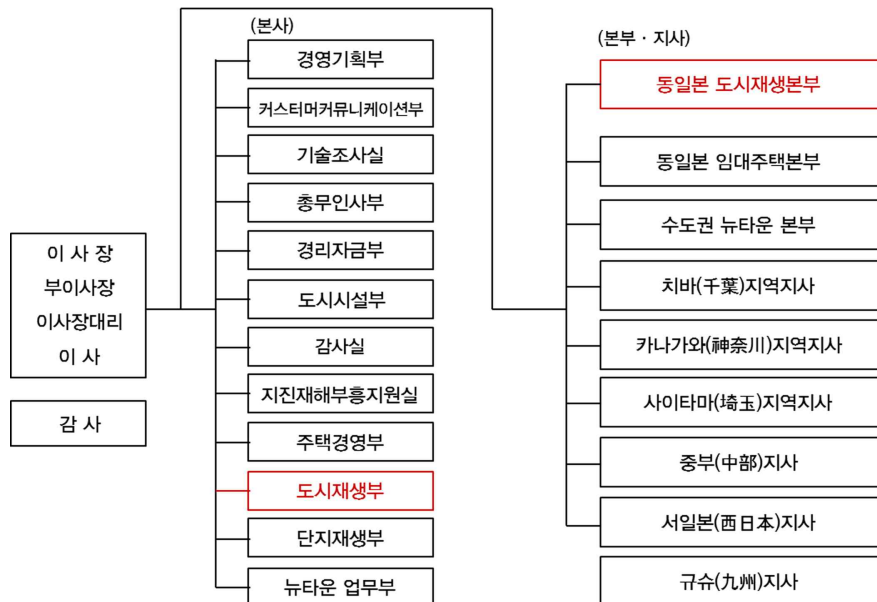 (본사)
경영기획부
커스터머커뮤니케이션부
기술조사실
총무인사부
경리자금부
도시시설부
감사실
지진재해부흥지원실
주택경영부
도시재생부
단지재생부
뉴타운 업무부
이 사 장
부이사장
이사장대리
이 사
감 사
(본부 · 지사)
동일본 도시재생본부
동일본 임대주택본부
수도권 뉴타운 본부
치바(千葉)지역지사
카나가와(神奈川)지역지사
사이타마(埼玉)지역지사
중부(中部)지사
서일본(西日本)지사
규슈(九州)지사